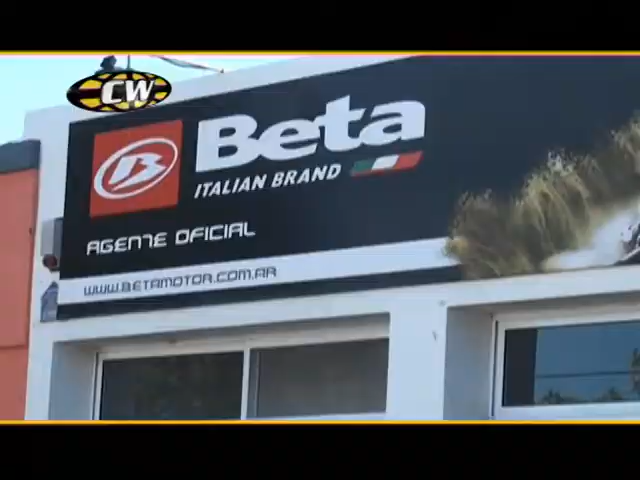 CW
B Beta
ITALIAN BRAND
AGENTE OFICIAL
WWW.BETAMOTOR.COM.AR